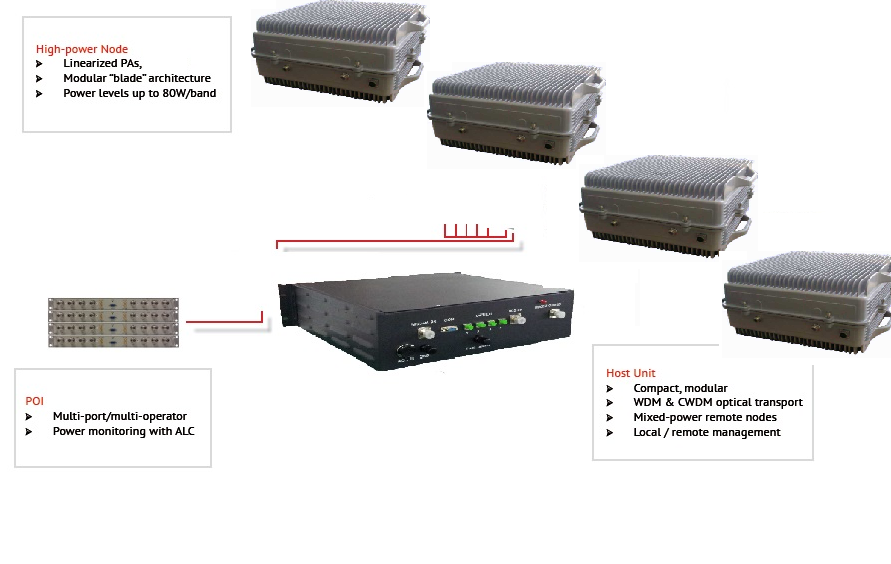 High-power Node
➤ Linearized PAs,
➤ Modular “blade” architecture
➤ Power levels up to 80W/band
POI
➤ Multi-port/multi-operator
➤ Power monitoring with ALC
Host Unit
➤ Compact, modular
➤ WDM & CWDM optical transport
➤ Mixed-power remote nodes
➤ Local / remote management